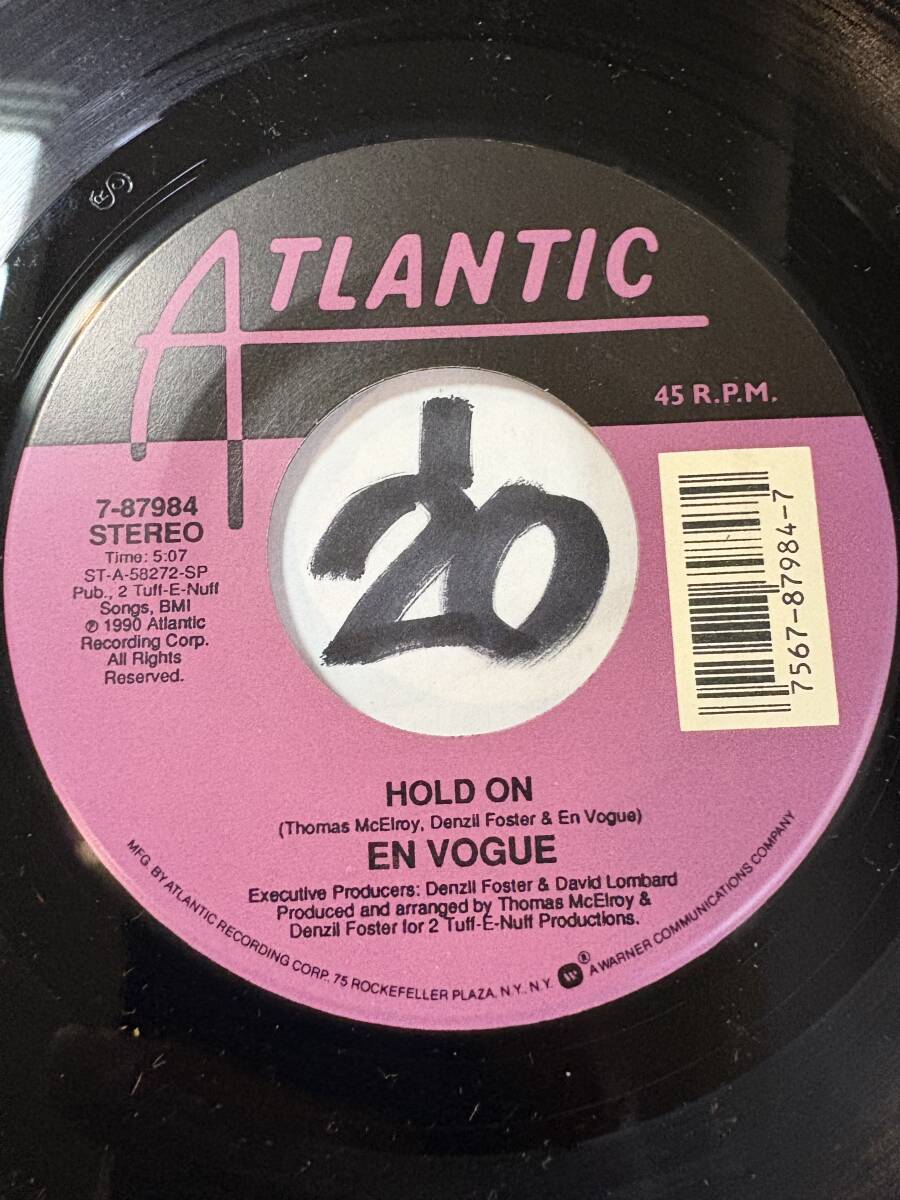 ATLANTIC
45 R.P.M.
7-87984
STEREO
Time: 5:07
ST-A-58272-SP
Pub., 2 Tuff-E-Nuff
Songs, BMI
℗ 1990 Atlantic
Recording Corp.
All Rights
Reserved.
20
7567-87984-7
HOLD ON
(Thomas McElroy, Denzil Foster & En Vogue)
EN VOGUE
Executive Producers: Denzil Foster & David Lombard
Produced and arranged by Thomas McElroy &
Denzil Foster for 2 Tuff-E-Nuff Productions.
MFG. BY ATLANTIC RECORDING CORP. 75 ROCKEFELLER PLAZA, N.Y. N.Y. ® A WARNER COMMUNICATIONS COMPANY